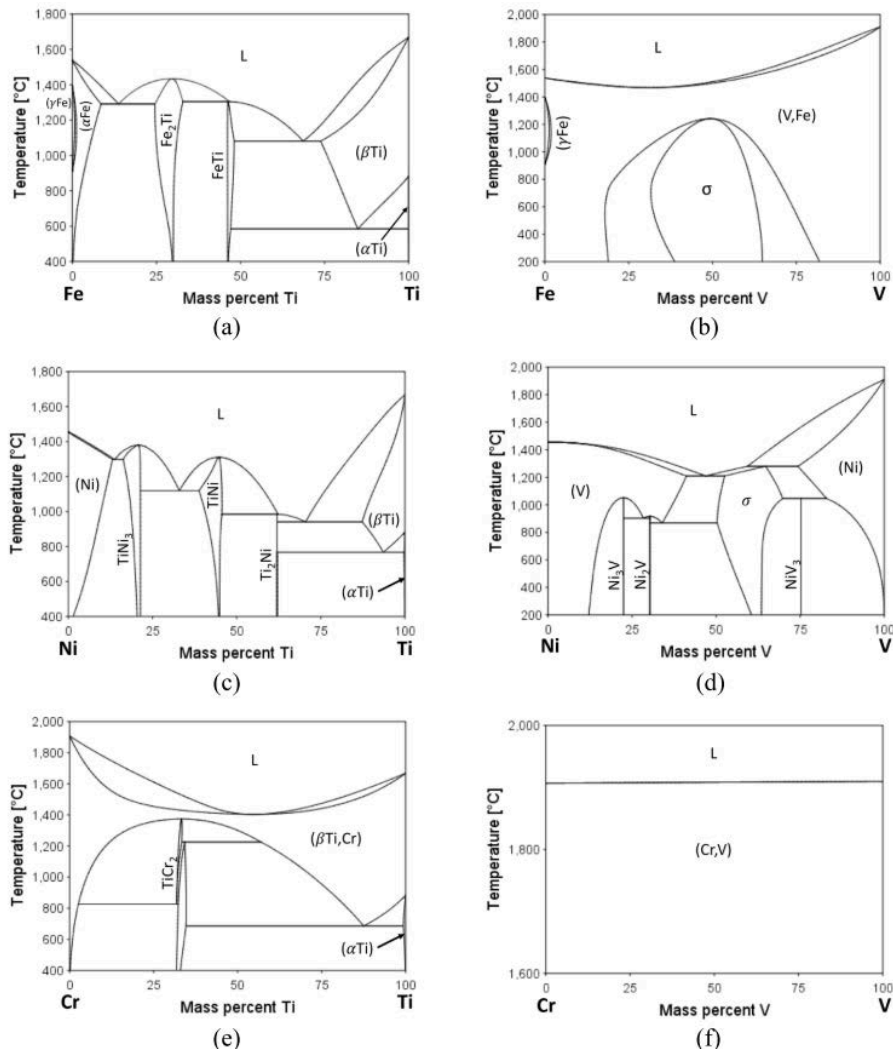 1,800
1,600
1,400
1,200
1,000
800
600
400
Temperature [°C]
L
(γFe)
(αFe)
Fe₂Ti
FeTi
(βTi)
(αTi)
0 25 50 75 100
Fe Mass percent Ti Ti
(a)
2,000
1,800
1,600
1,400
1,200
1,000
800
600
400
200
Temperature [°C]
L
(γFe)
(V,Fe)
σ
0 25 50 75 100
Fe Mass percent V V
(b)
1,800
1,600
1,400
1,200
1,000
800
600
400
Temperature [°C]
L
(Ni)
TiNi₃
TiNi
Ti₂Ni
(βTi)
(αTi)
0 25 50 75 100
Ni Mass percent Ti Ti
(c)
2,000
1,800
1,600
1,400
1,200
1,000
800
600
400
200
Temperature [°C]
L
(V)
(Ni)
σ
Ni₃V
Ni₂V
NiV₃
0 25 50 75 100
Ni Mass percent V V
(d)
2,000
1,800
1,600
1,400
1,200
1,000
800
600
400
Temperature [°C]
L
(βTi,Cr)
TiCr₂
(αTi)
0 25 50 75 100
Cr Mass percent Ti Ti
(e)
2,000
1,800
1,600
Temperature [°C]
L
(Cr,V)
0 25 50 75 100
Cr Mass percent V V
(f)